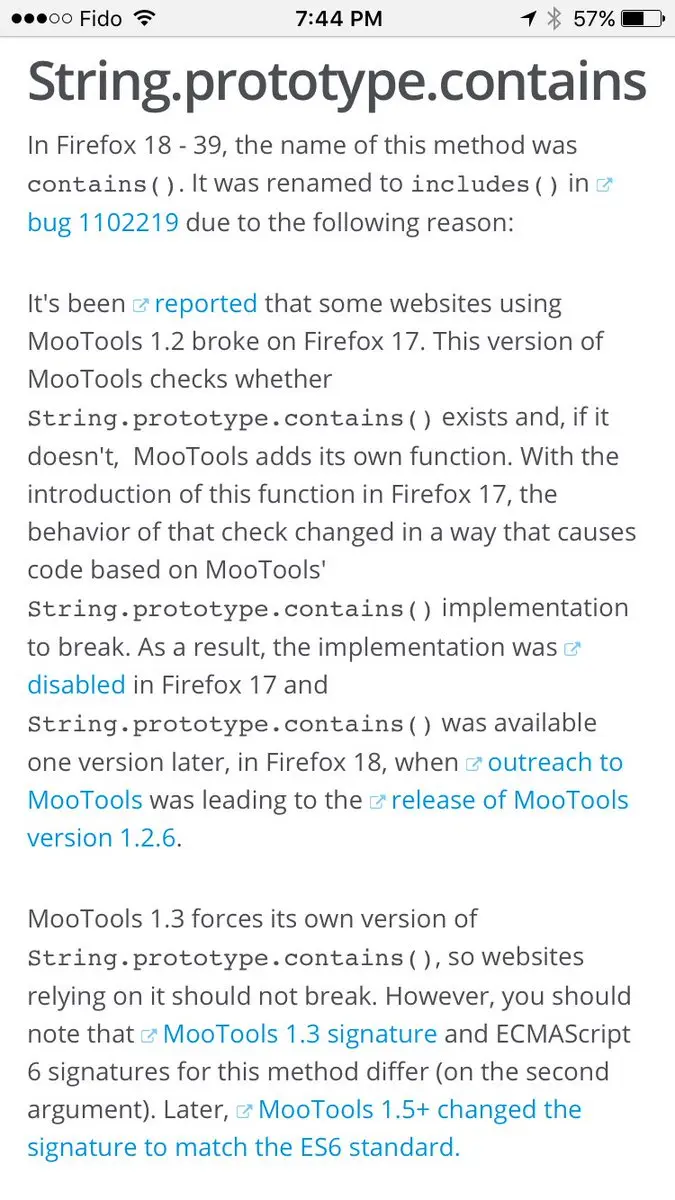 Fido 7:44 PM 57%
String.prototype.contains
In Firefox 18 - 39, the name of this method was
contains(). It was renamed to includes() in
bug 1102219 due to the following reason:
It's been reported that some websites using
MooTools 1.2 broke on Firefox 17. This version of
MooTools checks whether
String.prototype.contains() exists and, if it
doesn't,  MooTools adds its own function. With the
introduction of this function in Firefox 17, the
behavior of that check changed in a way that causes
code based on MooTools'
String.prototype.contains() implementation
to break. As a result, the implementation was
disabled in Firefox 17 and
String.prototype.contains() was available
one version later, in Firefox 18, when outreach to
MooTools was leading to the release of MooTools
version 1.2.6.
MooTools 1.3 forces its own version of
String.prototype.contains(), so websites
relying on it should not break. However, you should
note that MooTools 1.3 signature and ECMAScript
6 signatures for this method differ (on the second
argument). Later, MooTools 1.5+ changed the
signature to match the ES6 standard.